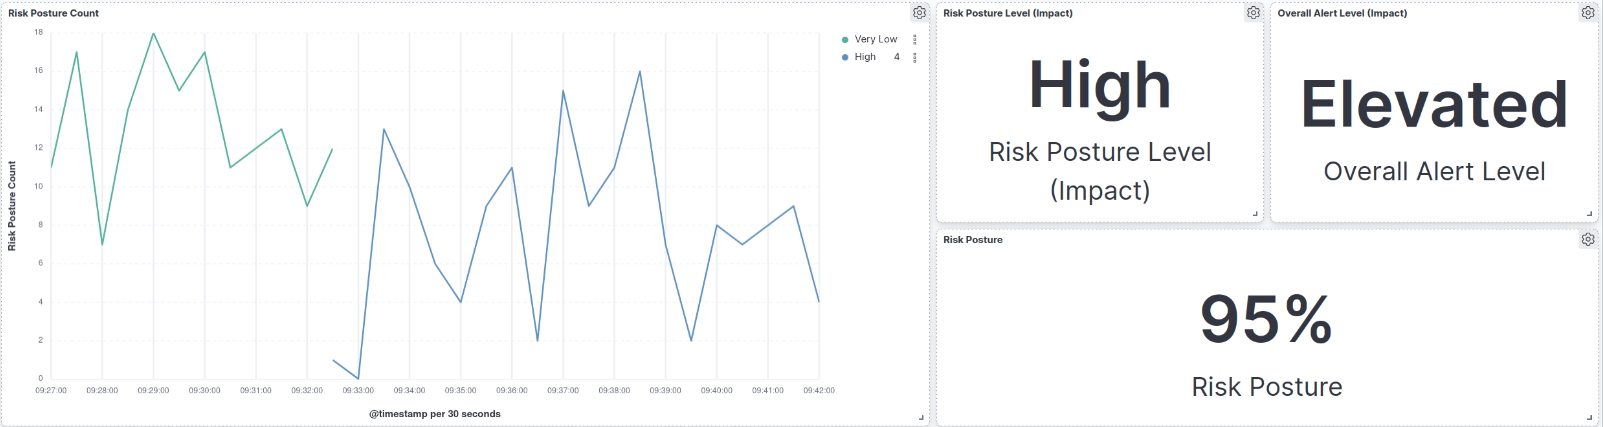 Risk Posture Count
18
16
14
12
10
8
6
4
2
0
Risk Posture Count
09:27:00 09:28:00 09:29:00 09:30:00 09:31:00 09:32:00 09:33:00 09:34:00 09:35:00 09:36:00 09:37:00 09:38:00 09:39:00 09:40:00 09:41:00 09:42:00
@timestamp per 30 seconds
Very Low
High 4
Risk Posture Level (Impact)
High
Risk Posture Level
(Impact)
Overall Alert Level (Impact)
Elevated
Overall Alert Level
Risk Posture
95%
Risk Posture